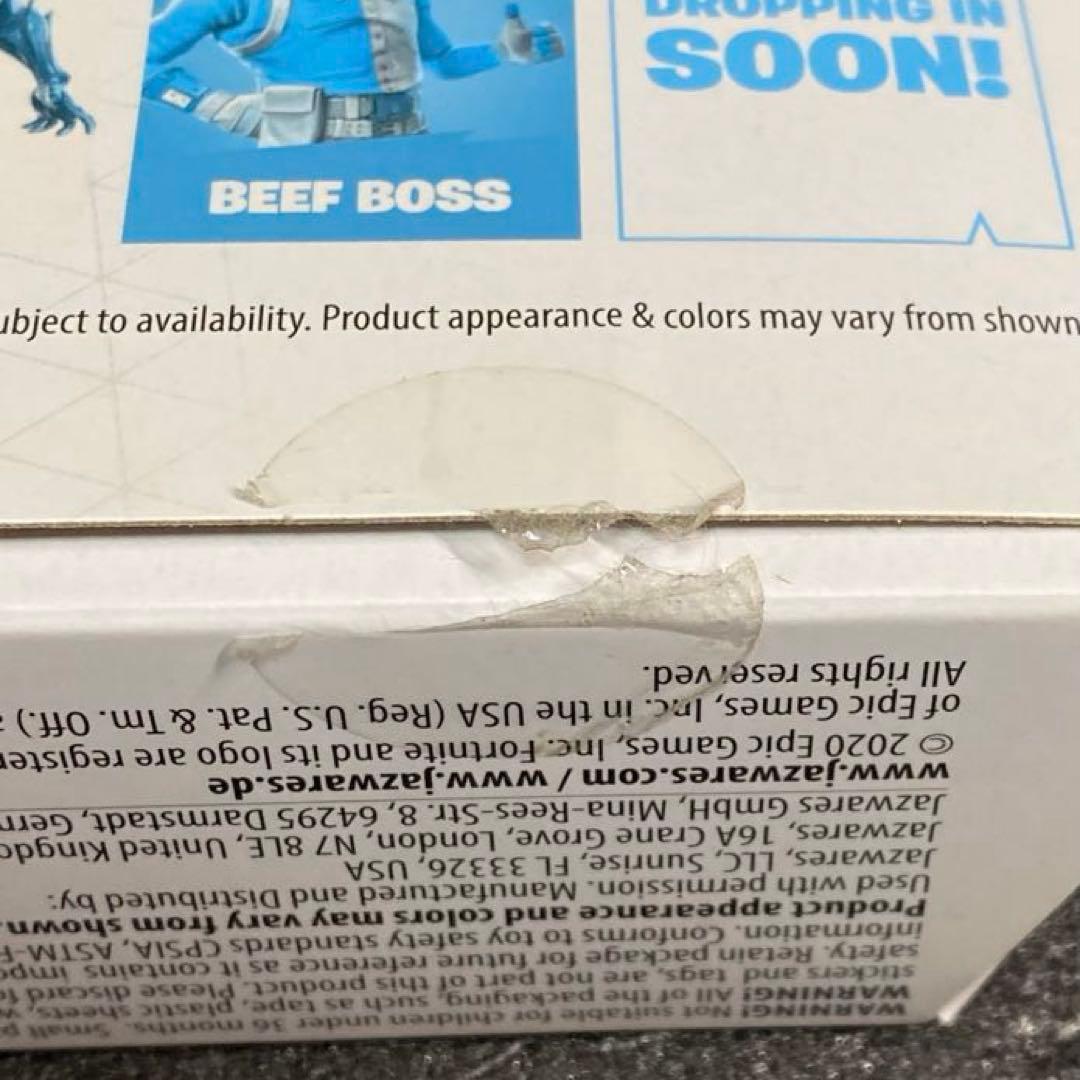 DROPPING IN
SOON!
BEEF BOSS
ubject to availability. Product appearance & colors may vary from shown
WARNING! Not suitable for children under 36 months. Small p
WARNING! All of the packaging, such as tape, plastic sheets, w
stickers and tags, are not part of this product. Please discard fo
safety. Retain package for future reference as it contains impo
information. Conforms to toy safety standards CPSIA, ASTM-F
Product appearance and colors may vary from shown.
Used with permission. Manufactured and Distributed by:
Jazwares, LLC, Sunrise, FL 33326, USA
Jazwares, 16A Crane Grove, London, N7 8LE, United Kingdo
Jazwares GmbH, Mina-Rees-Str. 8, 64295 Darmstadt, Germ
www.jazwares.com / www.jazwares.de
© 2020 Epic Games, Inc. Fortnite and its logo are register
of Epic Games, Inc. in the USA (Reg. U.S. Pat. & Tm. Off.) a
All rights reserved.